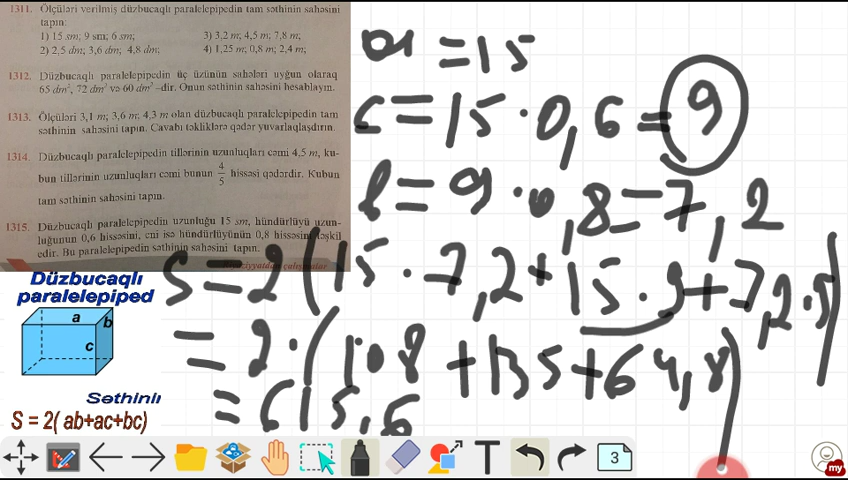 1311. Ölçüləri verilmiş düzbucaqlı paralelepipedin tam səthinin sahəsini
tapın:
1) 15 sm; 9 sm; 6 sm;
3) 3,2 m; 4,5 m; 7,8 m;
2) 2,5 dm; 3,6 dm; 4,8 dm;
4) 1,25 m; 0,8 m; 2,4 m;
1312. Düzbucaqlı paralelepipedin üç üzünün sahələri uyğun olaraq
65 dm², 72 dm² və 60 dm² -dir. Onun səthinin sahəsini hesablayın.
1313. Ölçüləri 3,1 m; 3,6 m; 4,3 m olan düzbucaqlı paralelepipedin tam
səthinin sahəsini tapın. Cavabı təkliklərə qədər yuvarlaqlaşdırın.
1314. Düzbucaqlı paralelepipedin tillərinin uzunluqları cəmi 4,5 m, ku-
bun tillərinin uzunluqları cəmi bunun 4/5 hissəsi qədərdir. Kubun
tam səthinin sahəsini tapın.
1315. Düzbucaqlı paralelepipedin uzunluğu 15 sm, hündürlüyü uzun-
luğunun 0,6 hissəsini, eni isə hündürlüyünün 0,8 hissəsini təşkil
edir. Bu paralelepipedin səthinin sahəsini tapın.
Düzbucaqlı
paralelepiped
a
b
c
Səthinin
S = 2( ab+ac+bc)
a = 15
c = 15 · 0,6 = 9
b = 9 · 0,8 = 7,2
S = 2 (15 · 7,2 + 15 · 9 + 7,2 · 9)
= 2 · (108 + 135 + 64,8)
= 615,6
T
3
my